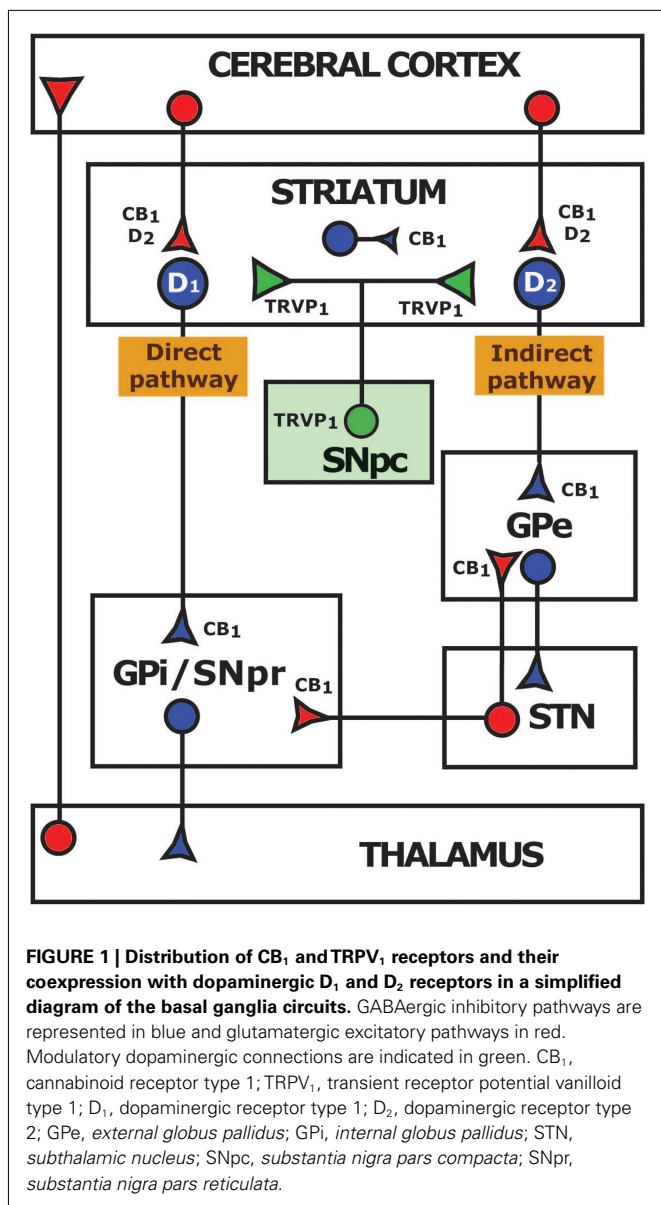 CEREBRAL CORTEX
STRIATUM
CB₁
D₂
CB₁
CB₁
D₂
D₁
D₂
TRVP₁
TRVP₁
Direct
pathway
Indirect
pathway
TRVP₁
SNpc
CB₁
GPe
CB₁
CB₁
GPi/SNpr
CB₁
STN
THALAMUS
FIGURE 1 | Distribution of CB₁ and TRPV₁ receptors and their
coexpression with dopaminergic D₁ and D₂ receptors in a simplified
diagram of the basal ganglia circuits. GABAergic inhibitory pathways are
represented in blue and glutamatergic excitatory pathways in red.
Modulatory dopaminergic connections are indicated in green. CB₁,
cannabinoid receptor type 1; TRPV₁, transient receptor potential vanilloid
type 1; D₁, dopaminergic receptor type 1; D₂, dopaminergic receptor type
2; GPe, external globus pallidus; GPi, internal globus pallidus; STN,
subthalamic nucleus; SNpc, substantia nigra pars compacta; SNpr,
substantia nigra pars reticulata.